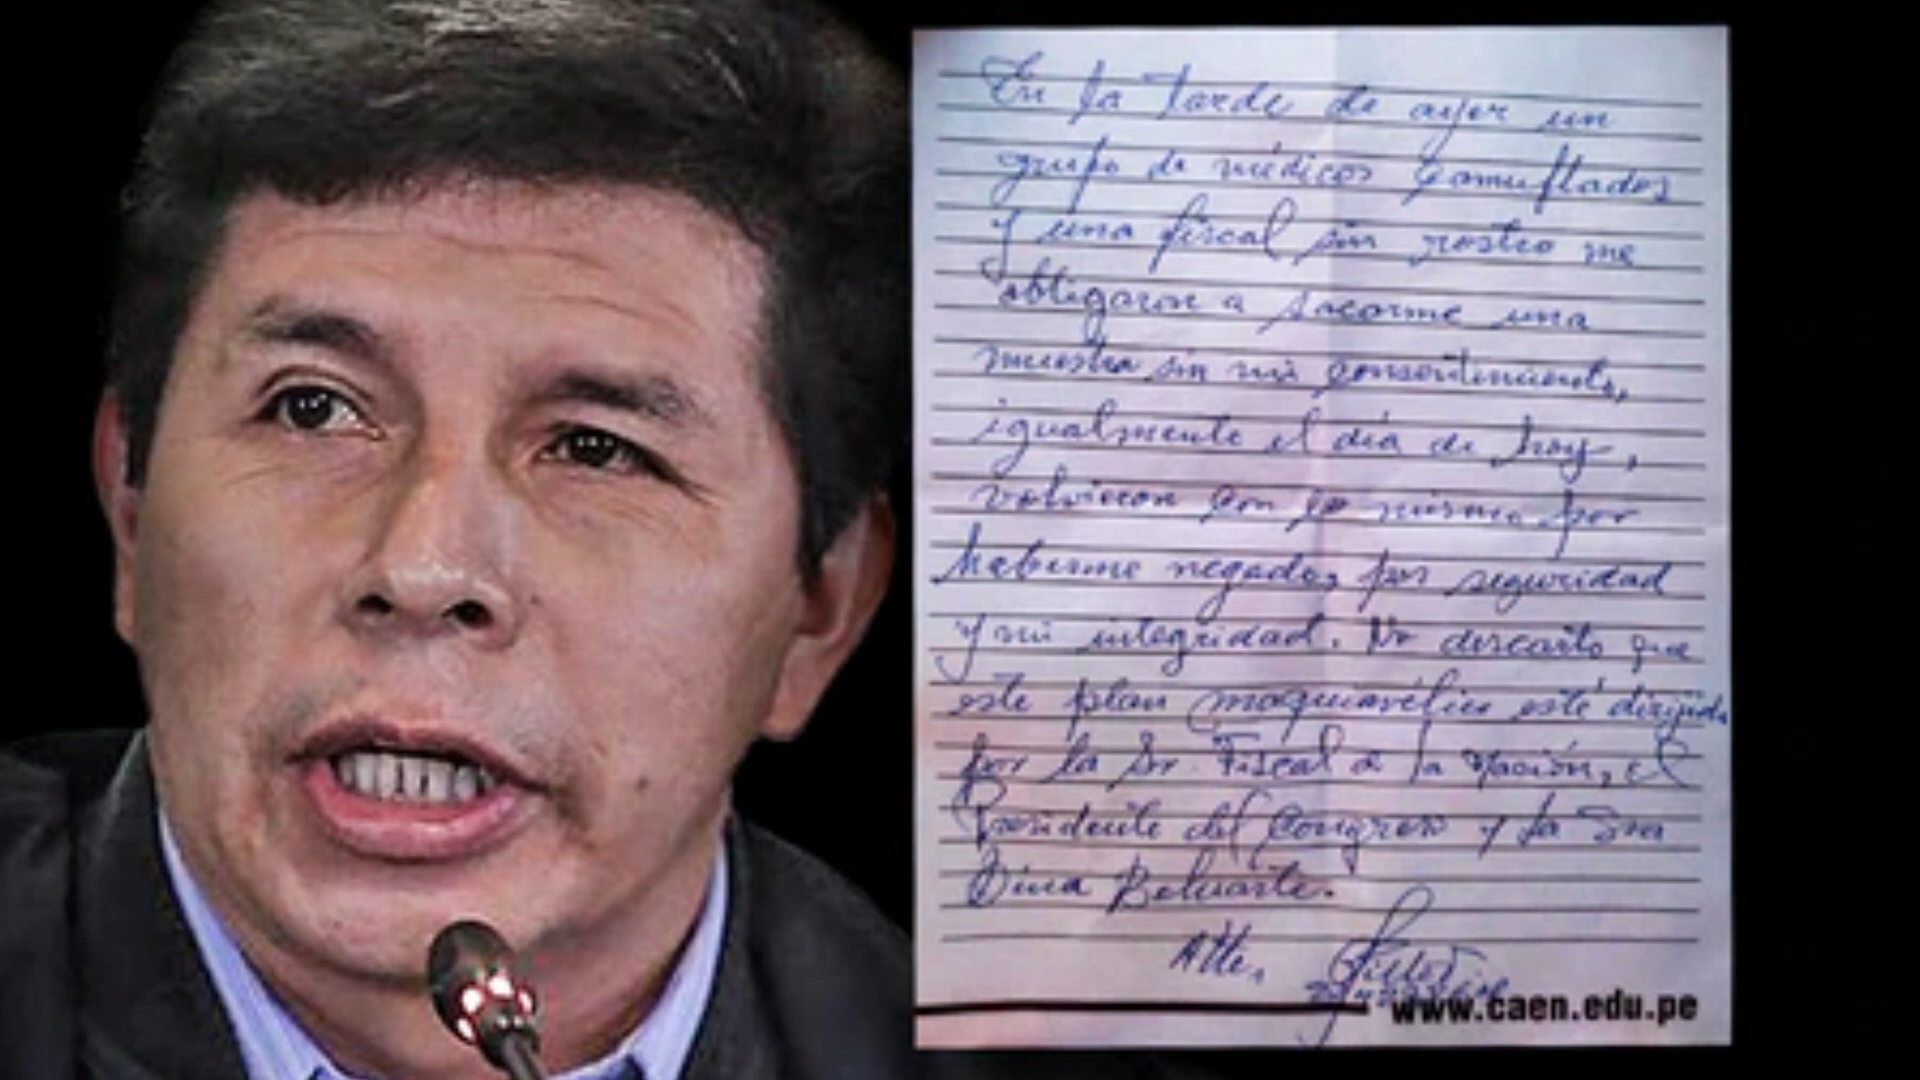 En la tarde de ayer un
grupo de médicos camuflados
y una fiscal sin rostro me
obligaron a sacarme una
muestra sin mi consentimiento,
igualmente el día de hoy,
volvieron con lo mismo por
haberme negado, por seguridad
y mi integridad. No descarto que
este plan maquiavélico esté dirigido
por la Sr. Fiscal de la Nación, el
Presidente del Congreso y la Sra
Dina Boluarte.
Atte,
www.caen.edu.pe